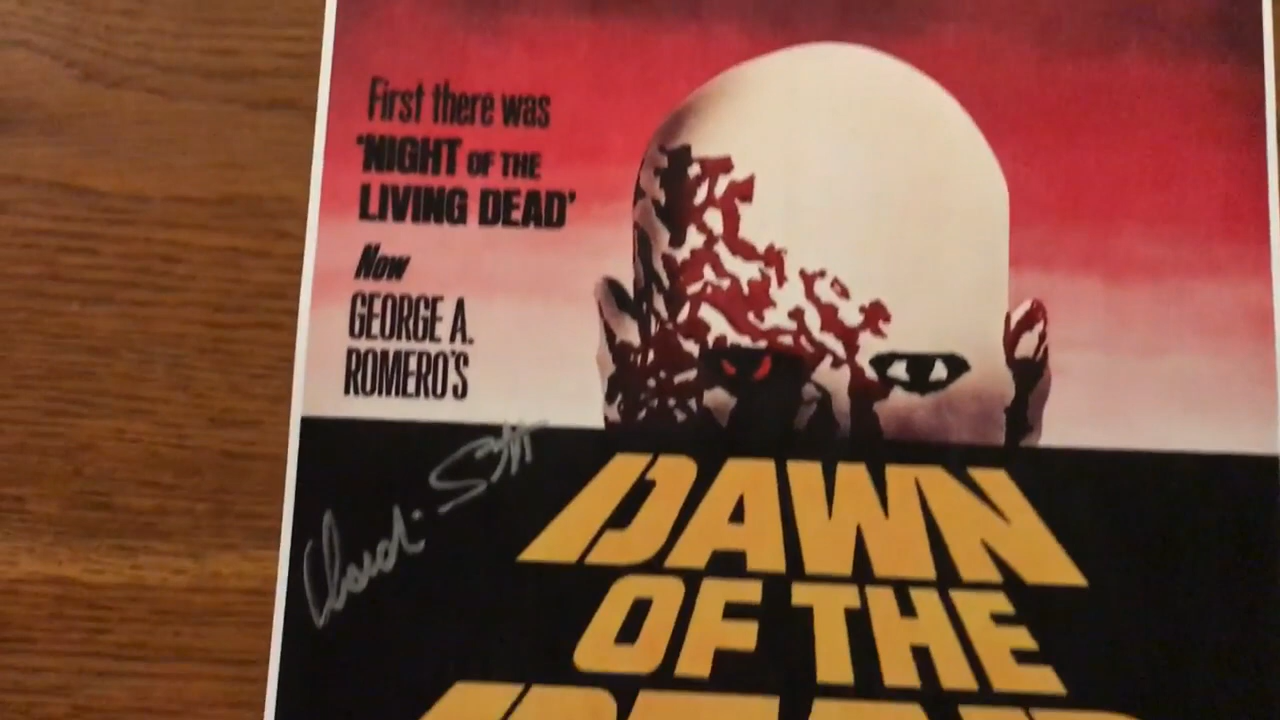 First there was
'NIGHT OF THE
LIVING DEAD'
Now
GEORGE A.
ROMERO'S
DAWN
OF THE